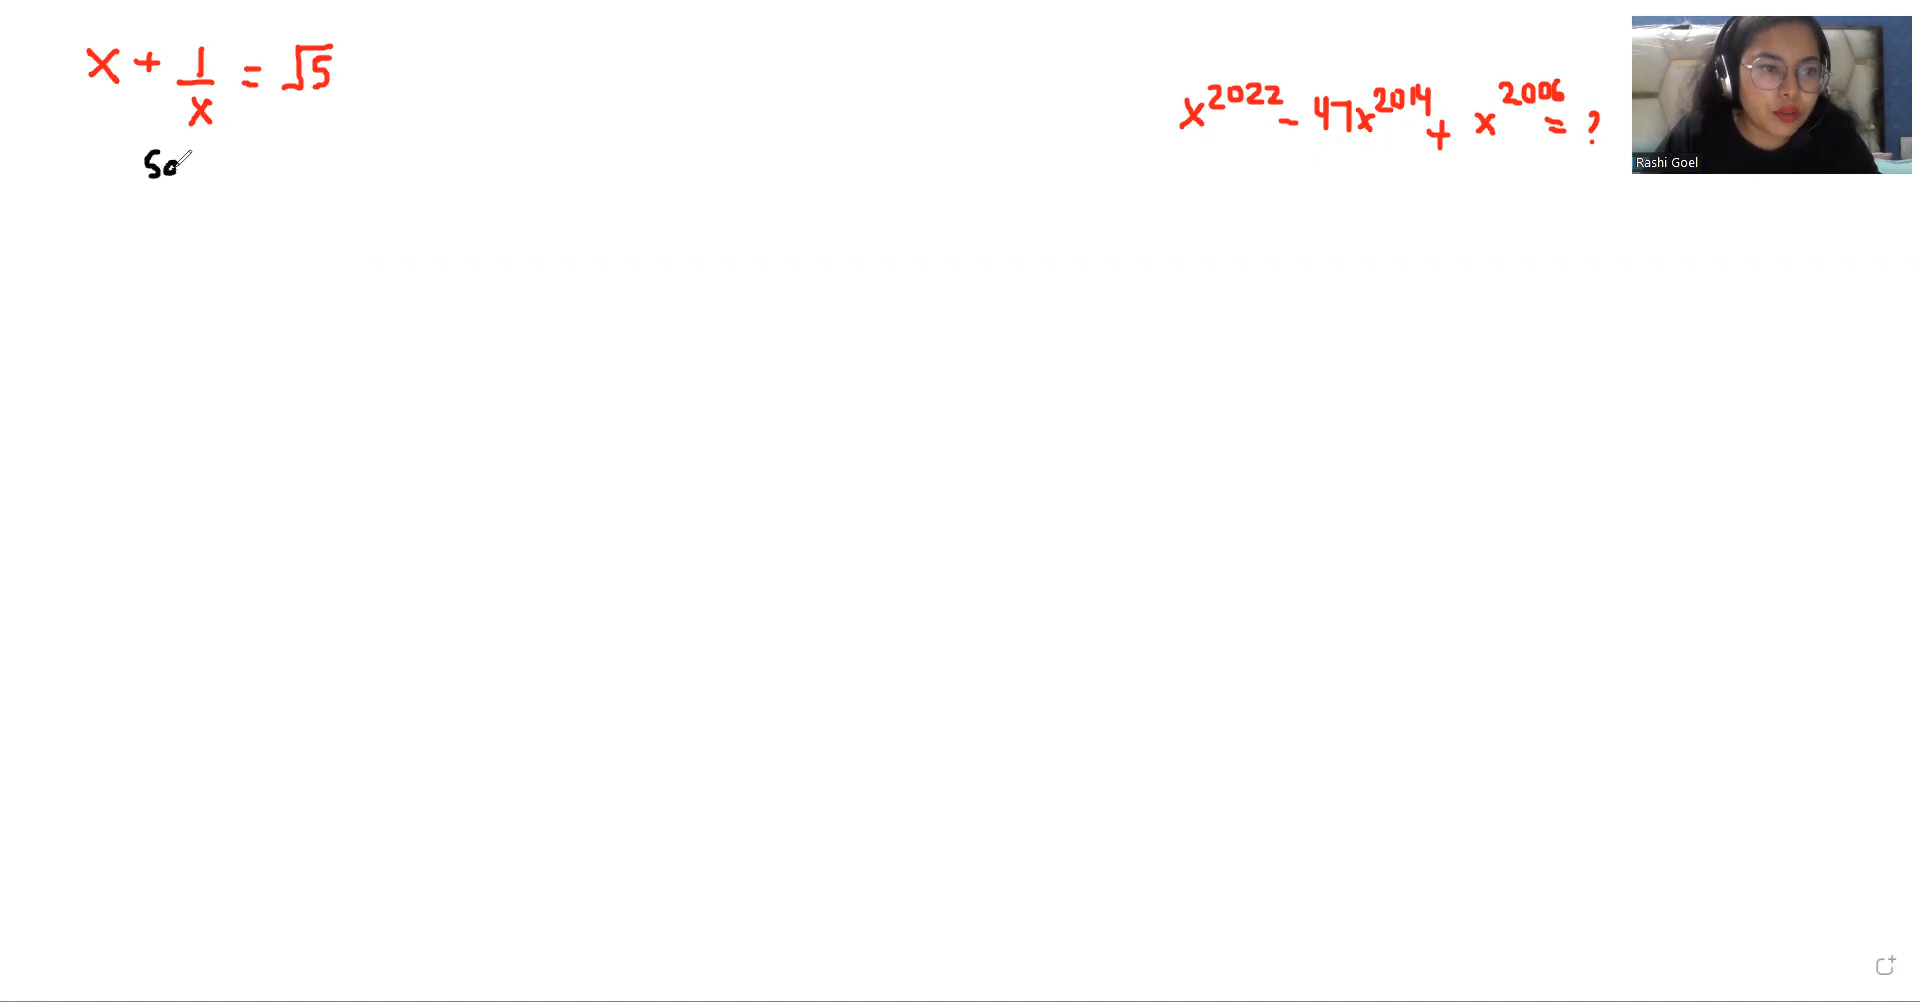 x + 1/x = √5
x^2022 - 47x^2014 + x^2006 = ?
So
Rashi Goel